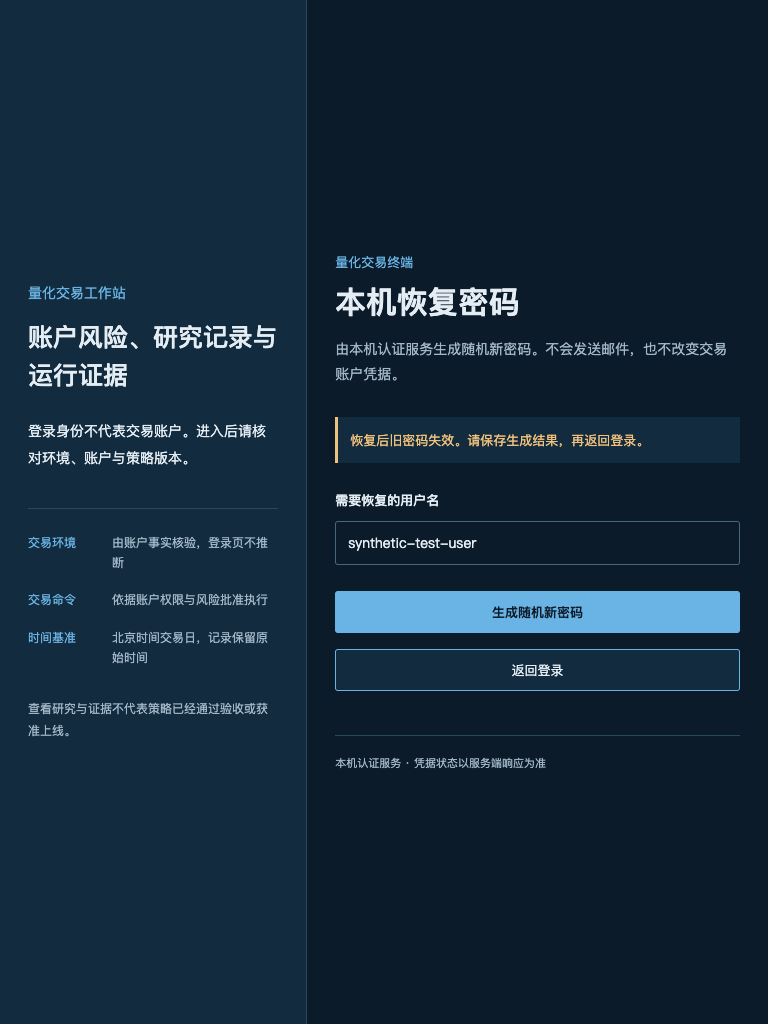 量化交易工作站
账户风险、研究记录与
运行证据
登录身份不代表交易账户。进入后请核
对环境、账户与策略版本。
交易环境 由账户事实核验，登录页不推
断
交易命令 依据账户权限与风险批准执行
时间基准 北京时间交易日，记录保留原
始时间
查看研究与证据不代表策略已经通过验收或获
准上线。
量化交易终端
本机恢复密码
由本机认证服务生成随机新密码。不会发送邮件，也不改变交易
账户凭据。
恢复后旧密码失效。请保存生成结果，再返回登录。
需要恢复的用户名
synthetic-test-user
生成随机新密码
返回登录
本机认证服务 · 凭据状态以服务端响应为准